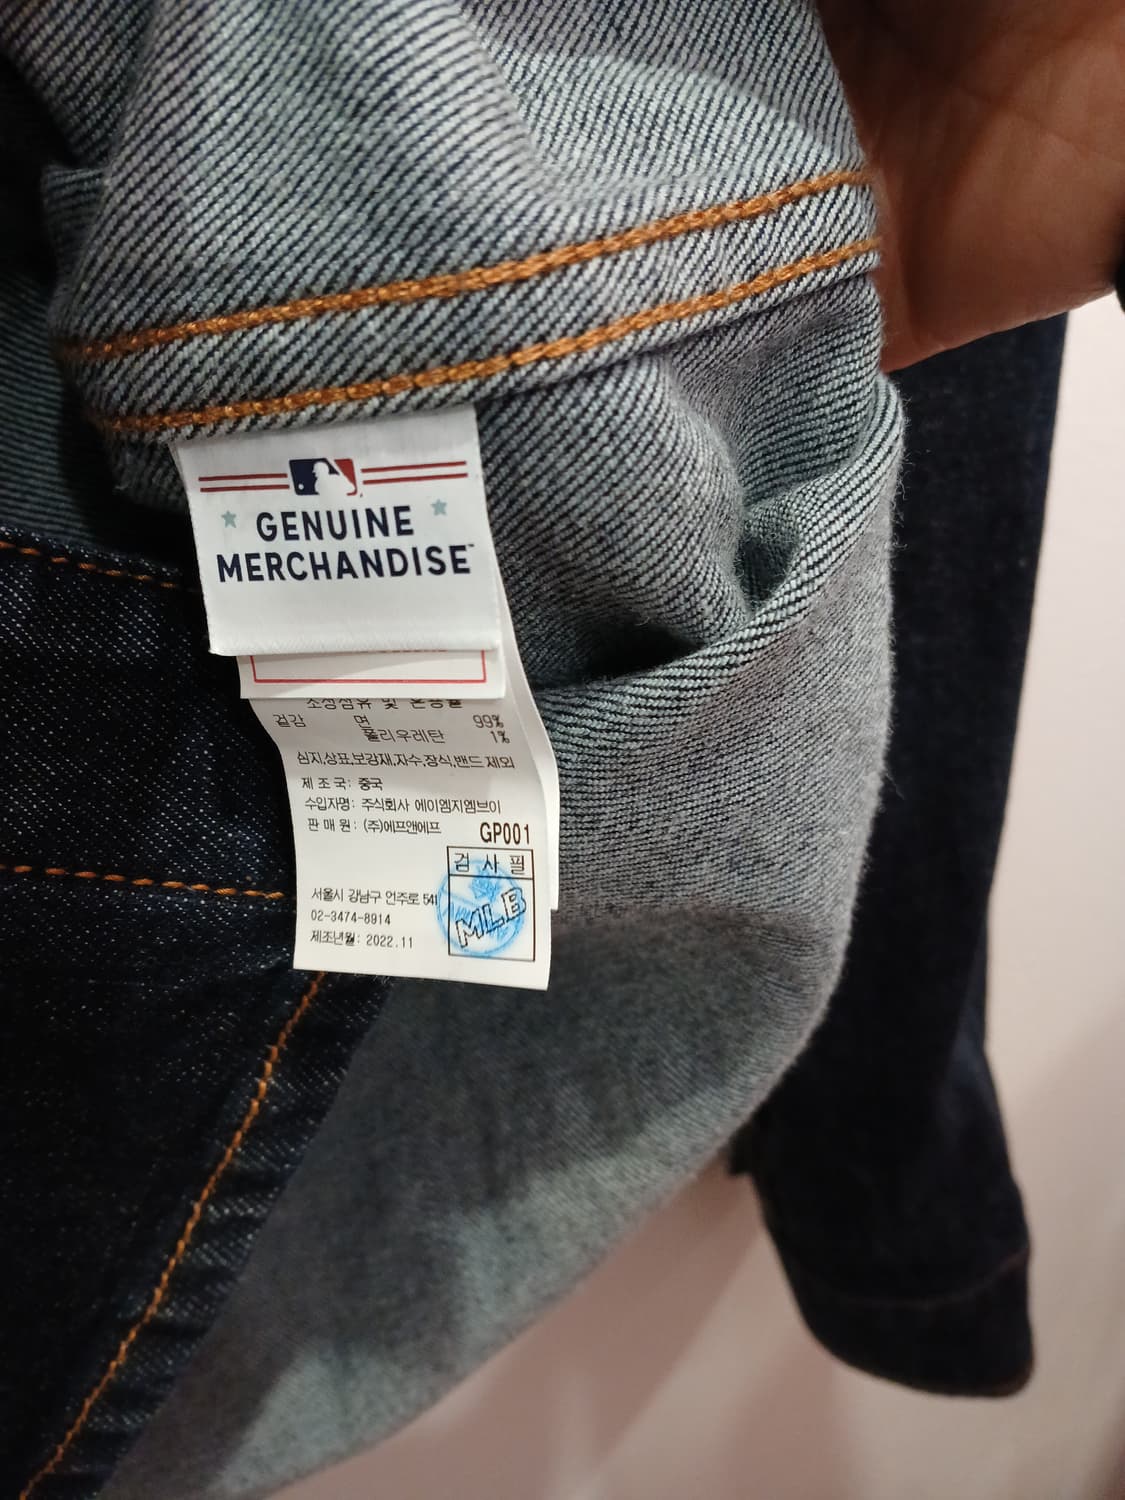 GENUINE
MERCHANDISE™
조성섬유 및 혼용률
겉감 면 99%
폴리우레탄 1%
심지,상표,보강재,자수,장식,밴드 제외
제 조 국: 중국
수입자명: 주식회사 에이엠지엠브이
판 매 원: (주)에프앤에프
GP001
검 사 필
MLB
서울시 강남구 언주로 541
02-3474-8914
제조년월: 2022.11